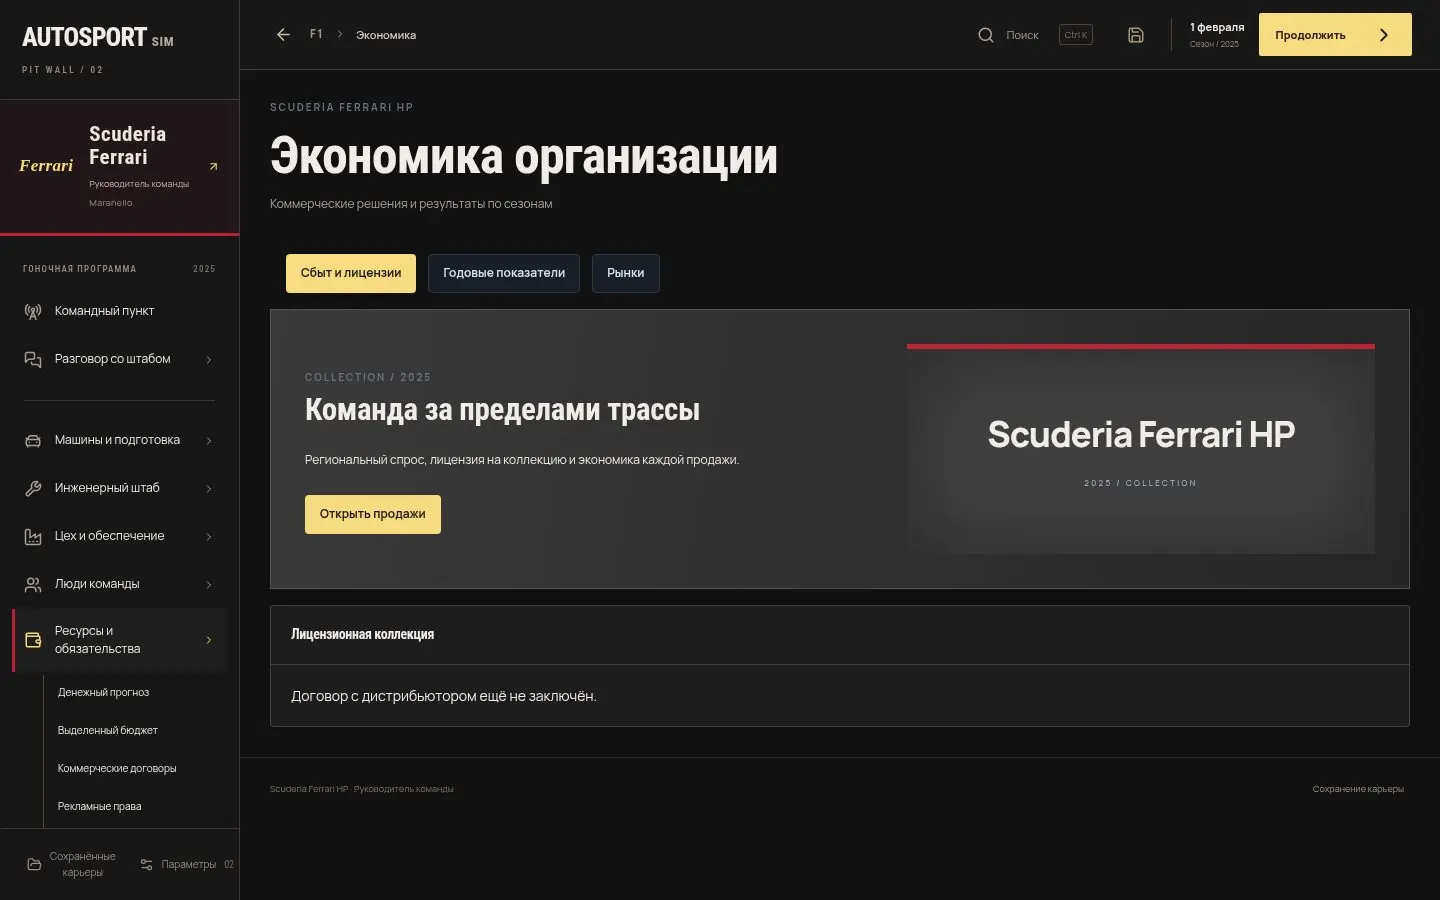 AUTOSPORT SIM
PIT WALL / 02
Ferrari
Scuderia
Ferrari
Руководитель команды
Maranello
ГОНОЧНАЯ ПРОГРАММА 2025
Командный пункт
Разговор со штабом
Машины и подготовка
Инженерный штаб
Цех и обеспечение
Люди команды
Ресурсы и
обязательства
Денежный прогноз
Выделенный бюджет
Коммерческие договоры
Рекламные права
Сохранённые
карьеры
Параметры 02
F1 Экономика
Поиск Ctrl K
1 февраля
Сезон / 2025
Продолжить
SCUDERIA FERRARI HP
Экономика организации
Коммерческие решения и результаты по сезонам
Сбыт и лицензии Годовые показатели Рынки
COLLECTION / 2025
Команда за пределами трассы
Региональный спрос, лицензия на коллекцию и экономика каждой продажи.
Открыть продажи
Scuderia Ferrari HP
2025 / COLLECTION
Лицензионная коллекция
Договор с дистрибьютором ещё не заключён.
Scuderia Ferrari HP · Руководитель команды
Сохранение карьеры